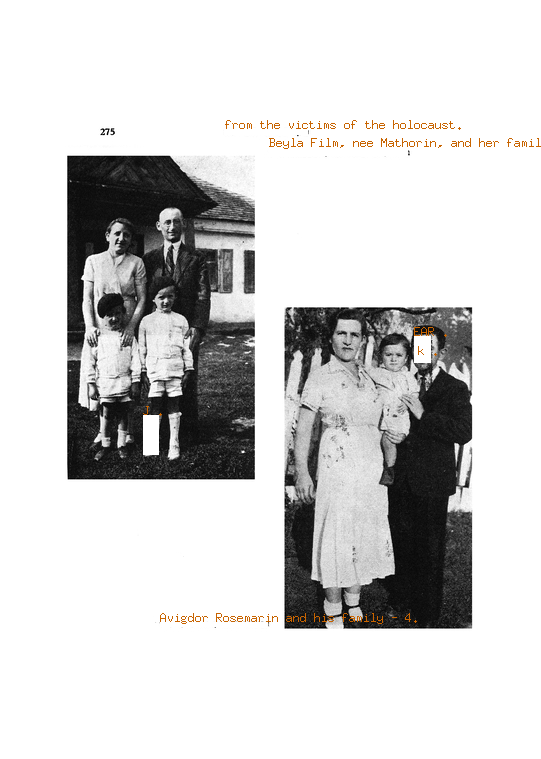 from the victims of the holocaust.
275
Beyla Film, nee Mathorin, and her famil
FAR
k
Avigdor Rosemarin and his family - 4.